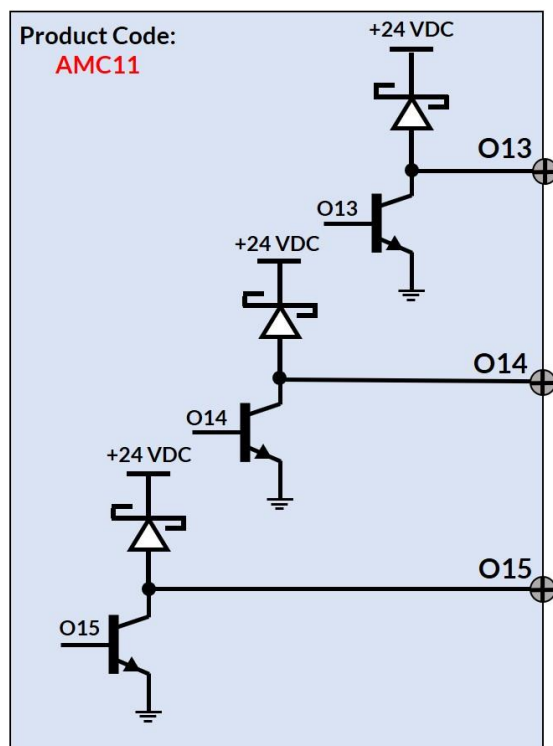 Product Code:
AMC11
+24 VDC
O13
O13
+24 VDC
O14
O14
+24 VDC
O15
O15